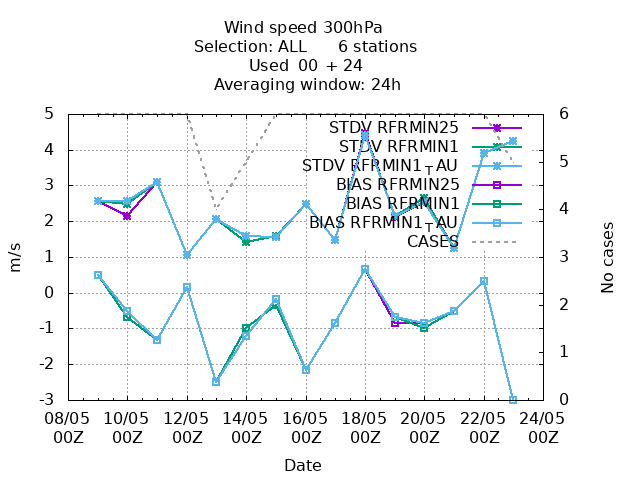 Wind speed 300hPa
Selection: ALL 6 stations
Used 00 + 24
Averaging window: 24h
5
4
3
2
1
0
-1
-2
-3
m/s
6
5
4
3
2
1
0
No cases
STDV RFRMIN25
STDV RFRMIN1
STDV RFRMIN1TAU
BIAS RFRMIN25
BIAS RFRMIN1
BIAS RFRMIN1TAU
CASES
08/05 10/05 12/05 14/05 16/05 18/05 20/05 22/05 24/05
00Z 00Z 00Z 00Z 00Z 00Z 00Z 00Z 00Z
Date